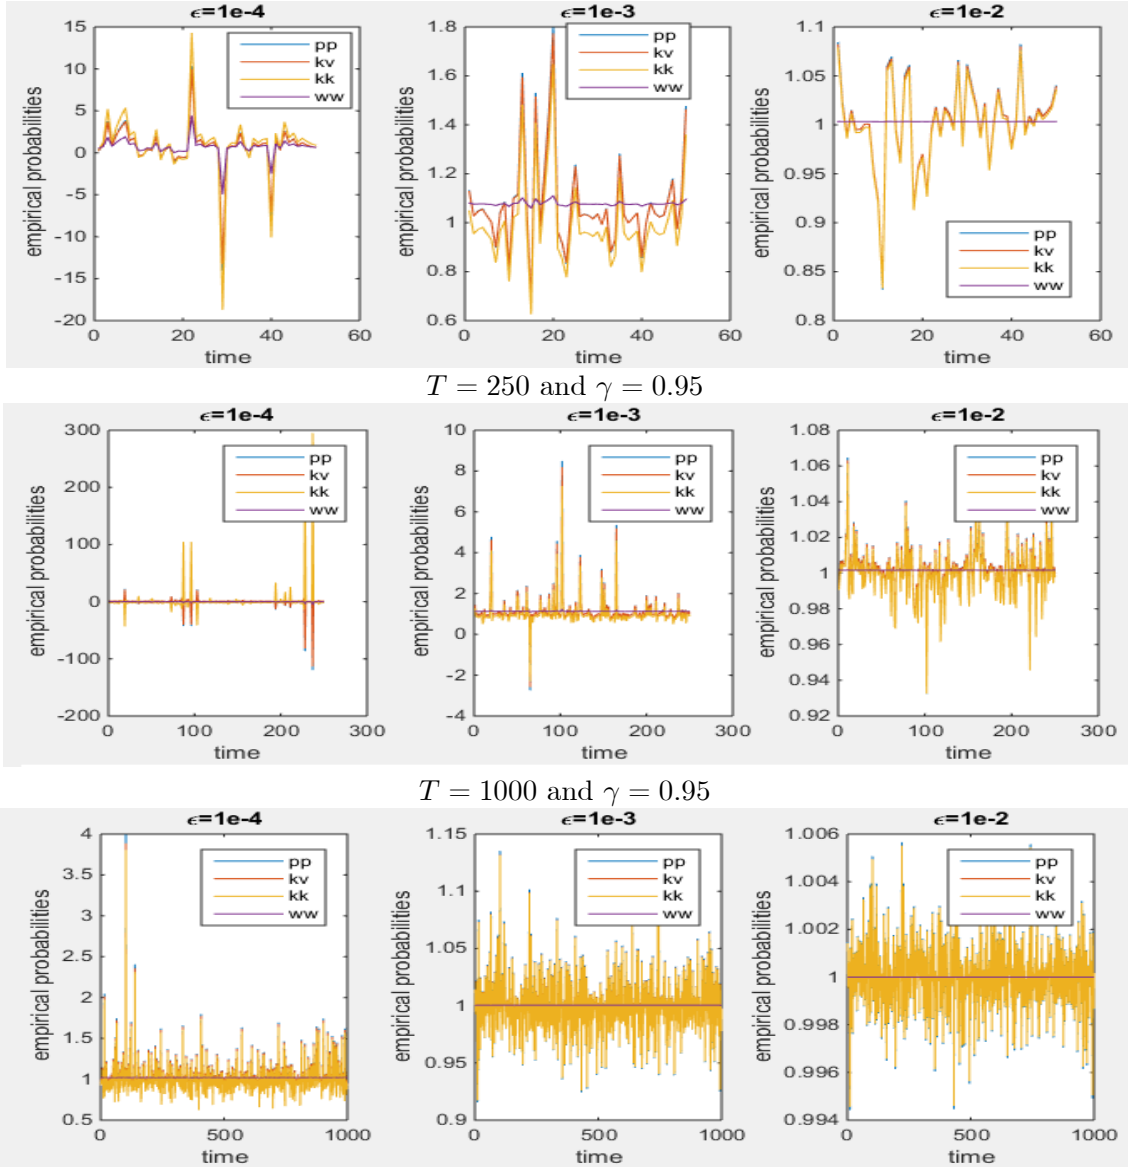 ϵ=1e-4
15
10
5
0
-5
-10
-15
-20
0
20
40
60
empirical probabilities
time
pp
kv
kk
ww
ϵ=1e-3
1.8
1.6
1.4
1.2
1
0.8
0.6
0
20
40
60
empirical probabilities
time
pp
kv
kk
ww
ϵ=1e-2
1.1
1.05
1
0.95
0.9
0.85
0.8
0
20
40
60
empirical probabilities
time
pp
kv
kk
ww
T = 250 and γ = 0.95
ϵ=1e-4
300
200
100
0
-100
-200
0
100
200
300
empirical probabilities
time
pp
kv
kk
ww
ϵ=1e-3
10
8
6
4
2
0
-2
-4
0
100
200
300
empirical probabilities
time
pp
kv
kk
ww
ϵ=1e-2
1.08
1.06
1.04
1.02
1
0.98
0.96
0.94
0.92
0
100
200
300
empirical probabilities
time
pp
kv
kk
ww
T = 1000 and γ = 0.95
ϵ=1e-4
4
3.5
3
2.5
2
1.5
1
0.5
0
500
1000
empirical probabilities
time
pp
kv
kk
ww
ϵ=1e-3
1.15
1.1
1.05
1
0.95
0.9
0
500
1000
empirical probabilities
time
pp
kv
kk
ww
ϵ=1e-2
1.006
1.004
1.002
1
0.998
0.996
0.994
0
500
1000
empirical probabilities
time
pp
kv
kk
ww